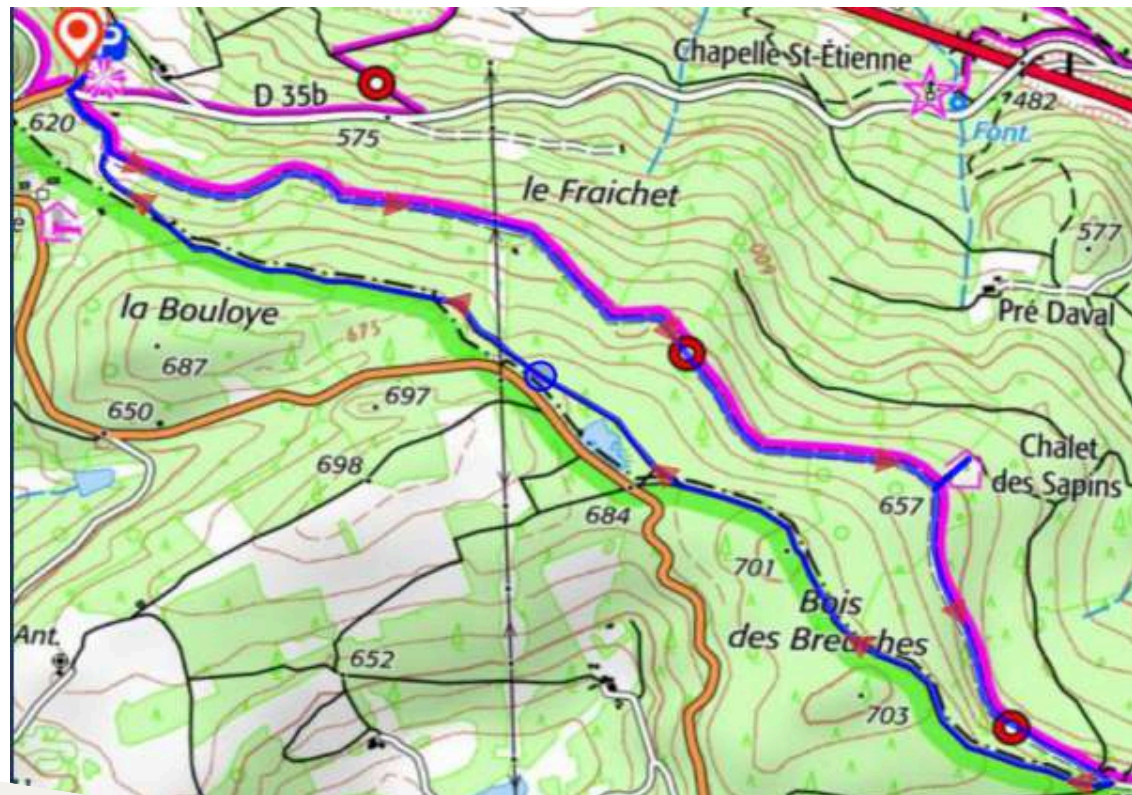 P
Chapelle-St-Étienne
D 35b
482
620
575
Font.
le Fraichet
577
600
Pré Daval
la Bouloye
675
687
697
650
Chalet
des Sapins
698
657
684
701
Bois
des Breuches
Ant.
652
703